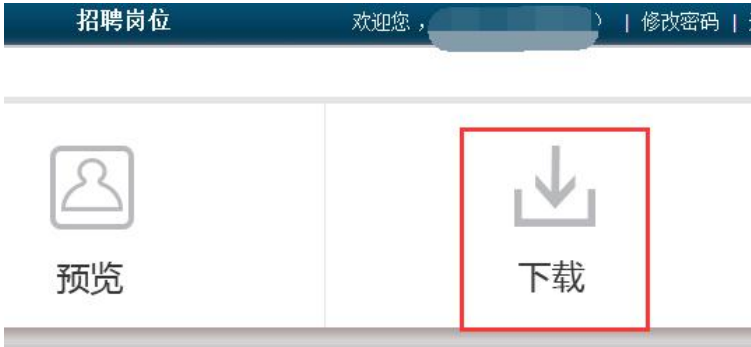 招聘岗位 欢迎您， ） | 修改密码 |
预览 下载